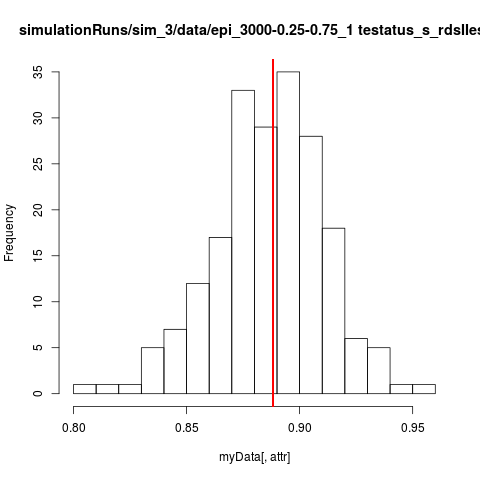 simulationRuns/sim_3/data/epi_3000-0.25-0.75_1 testatus_s_rdslles
Frequency
35
30
25
20
15
10
5
0
0.80 0.85 0.90 0.95
myData[, attr]